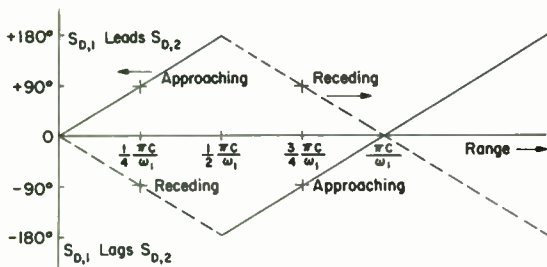 +180°
S_D,1 Leads S_D,2
+90°
Approaching
Receding
0
1/4 πc/ω₁
1/2 πc/ω₁
3/4 πc/ω₁
πc/ω₁
Range
-90°
Receding
Approaching
-180°
S_D,1 Lags S_D,2